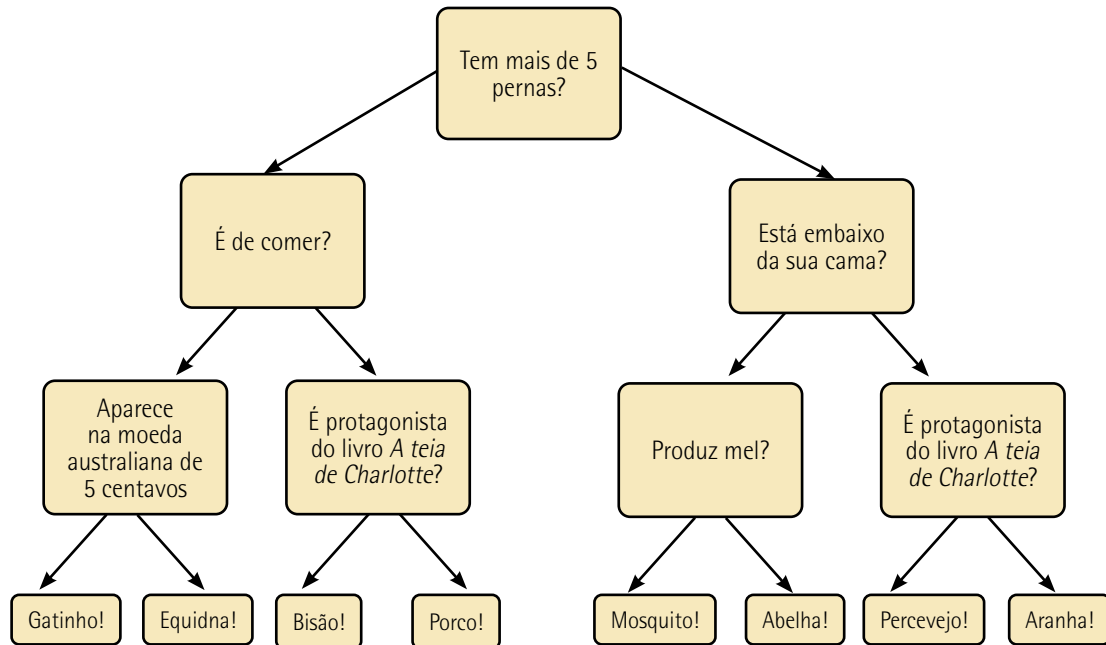 Tem mais de 5
pernas?
É de comer?
Está embaixo
da sua cama?
Aparece
na moeda
australiana de
5 centavos
É protagonista
do livro A teia
de Charlotte?
Produz mel?
É protagonista
do livro A teia
de Charlotte?
Gatinho!
Equidna!
Bisão!
Porco!
Mosquito!
Abelha!
Percevejo!
Aranha!